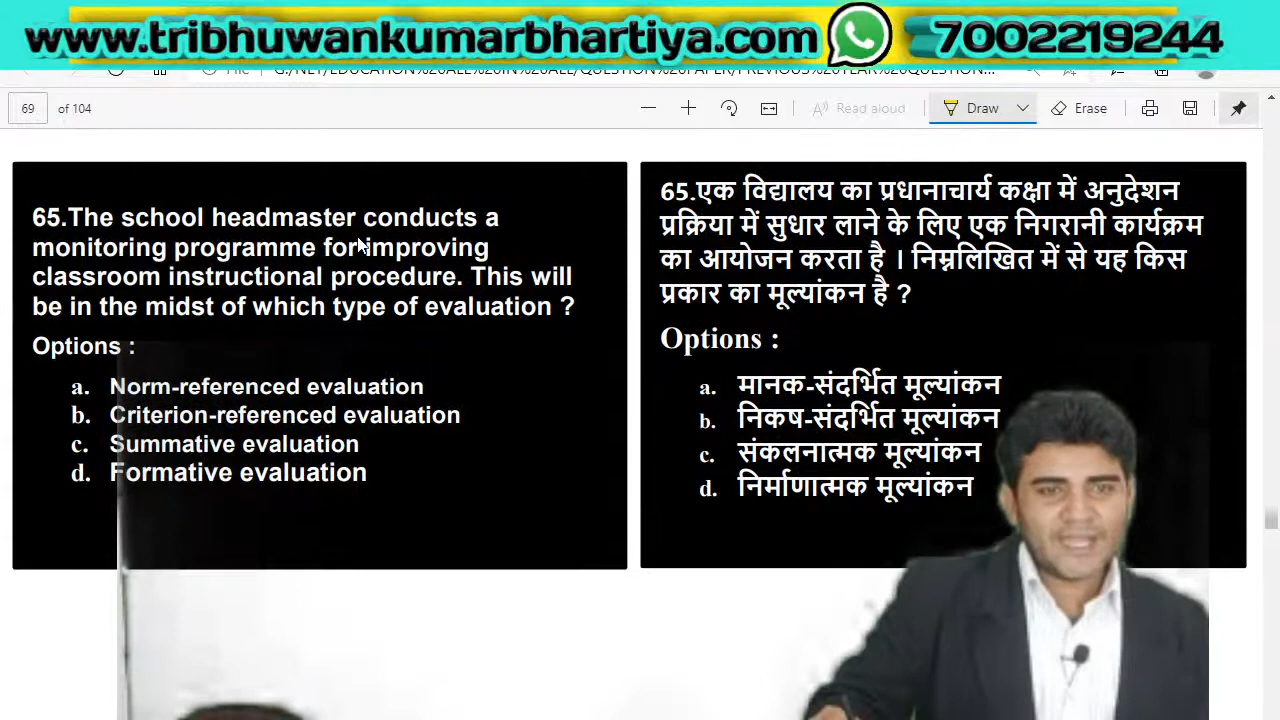 www.tribhuwankumarbhartiya.com 7002219244
69 of 104 Read aloud Draw Erase
65.The school headmaster conducts a
monitoring programme for improving
classroom instructional procedure. This will
be in the midst of which type of evaluation ?
Options :
a. Norm-referenced evaluation
b. Criterion-referenced evaluation
c. Summative evaluation
d. Formative evaluation
65.एक विद्यालय का प्रधानाचार्य कक्षा में अनुदेशन
प्रक्रिया में सुधार लाने के लिए एक निगरानी कार्यक्रम
का आयोजन करता है । निम्नलिखित में से यह किस
प्रकार का मूल्यांकन है ?
Options :
a. मानक-संदर्भित मूल्यांकन
b. निकष-संदर्भित मूल्यांकन
c. संकलनात्मक मूल्यांकन
d. निर्माणात्मक मूल्यांकन